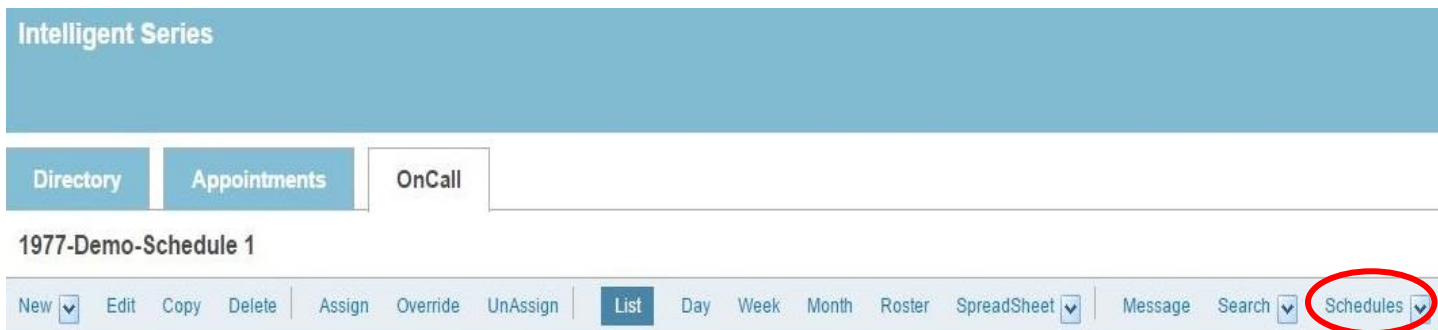 Intelligent Series
Directory Appointments OnCall
1977-Demo-Schedule 1
New Edit Copy Delete Assign Override UnAssign List Day Week Month Roster SpreadSheet Message Search Schedules